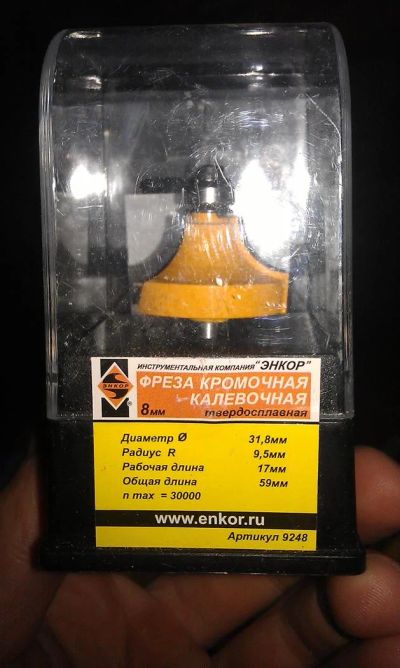 ИНСТРУМЕНТАЛЬНАЯ КОМПАНИЯ "ЭНКОР"
ЭНКОР
ФРЕЗА КРОМОЧНАЯ
- КАЛЕВОЧНАЯ
8мм твердосплавная
Диаметр Ø 31,8мм
Радиус R 9,5мм
Рабочая длина 17мм
Общая длина 59мм
n max = 30000
www.enkor.ru
Артикул 9248